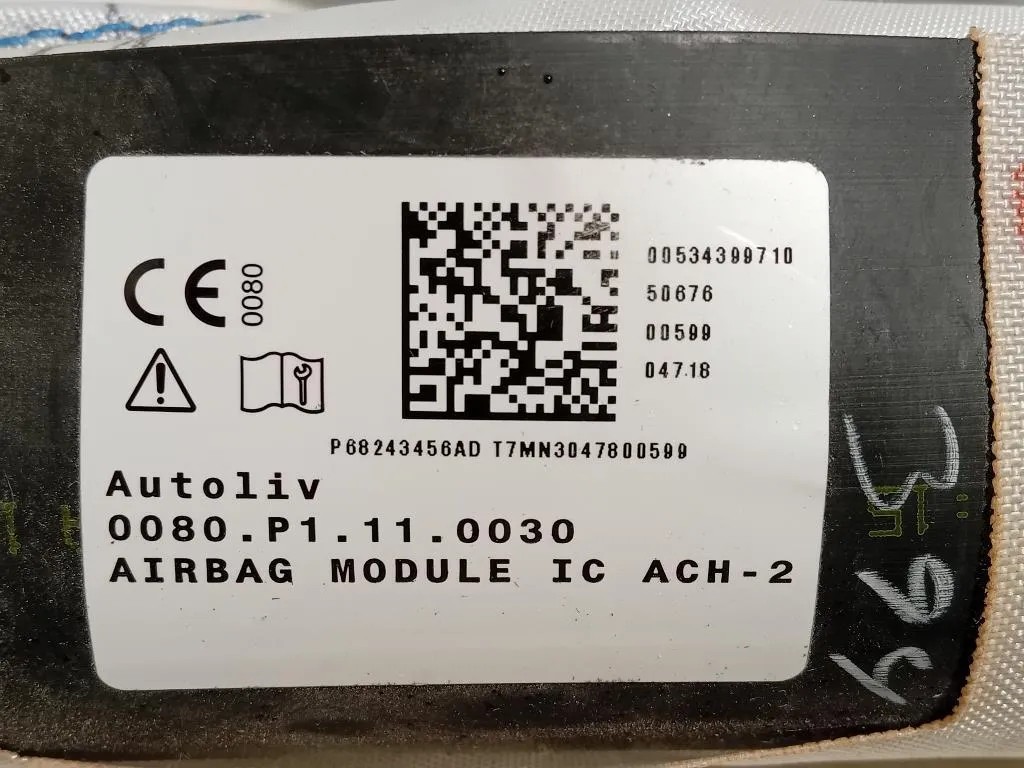 CE 0080
00534399710
50676
00599
04718
P68243456AD T7MN3047800599
Autoliv
0080.P1.11.0030
AIRBAG MODULE IC ACH-2